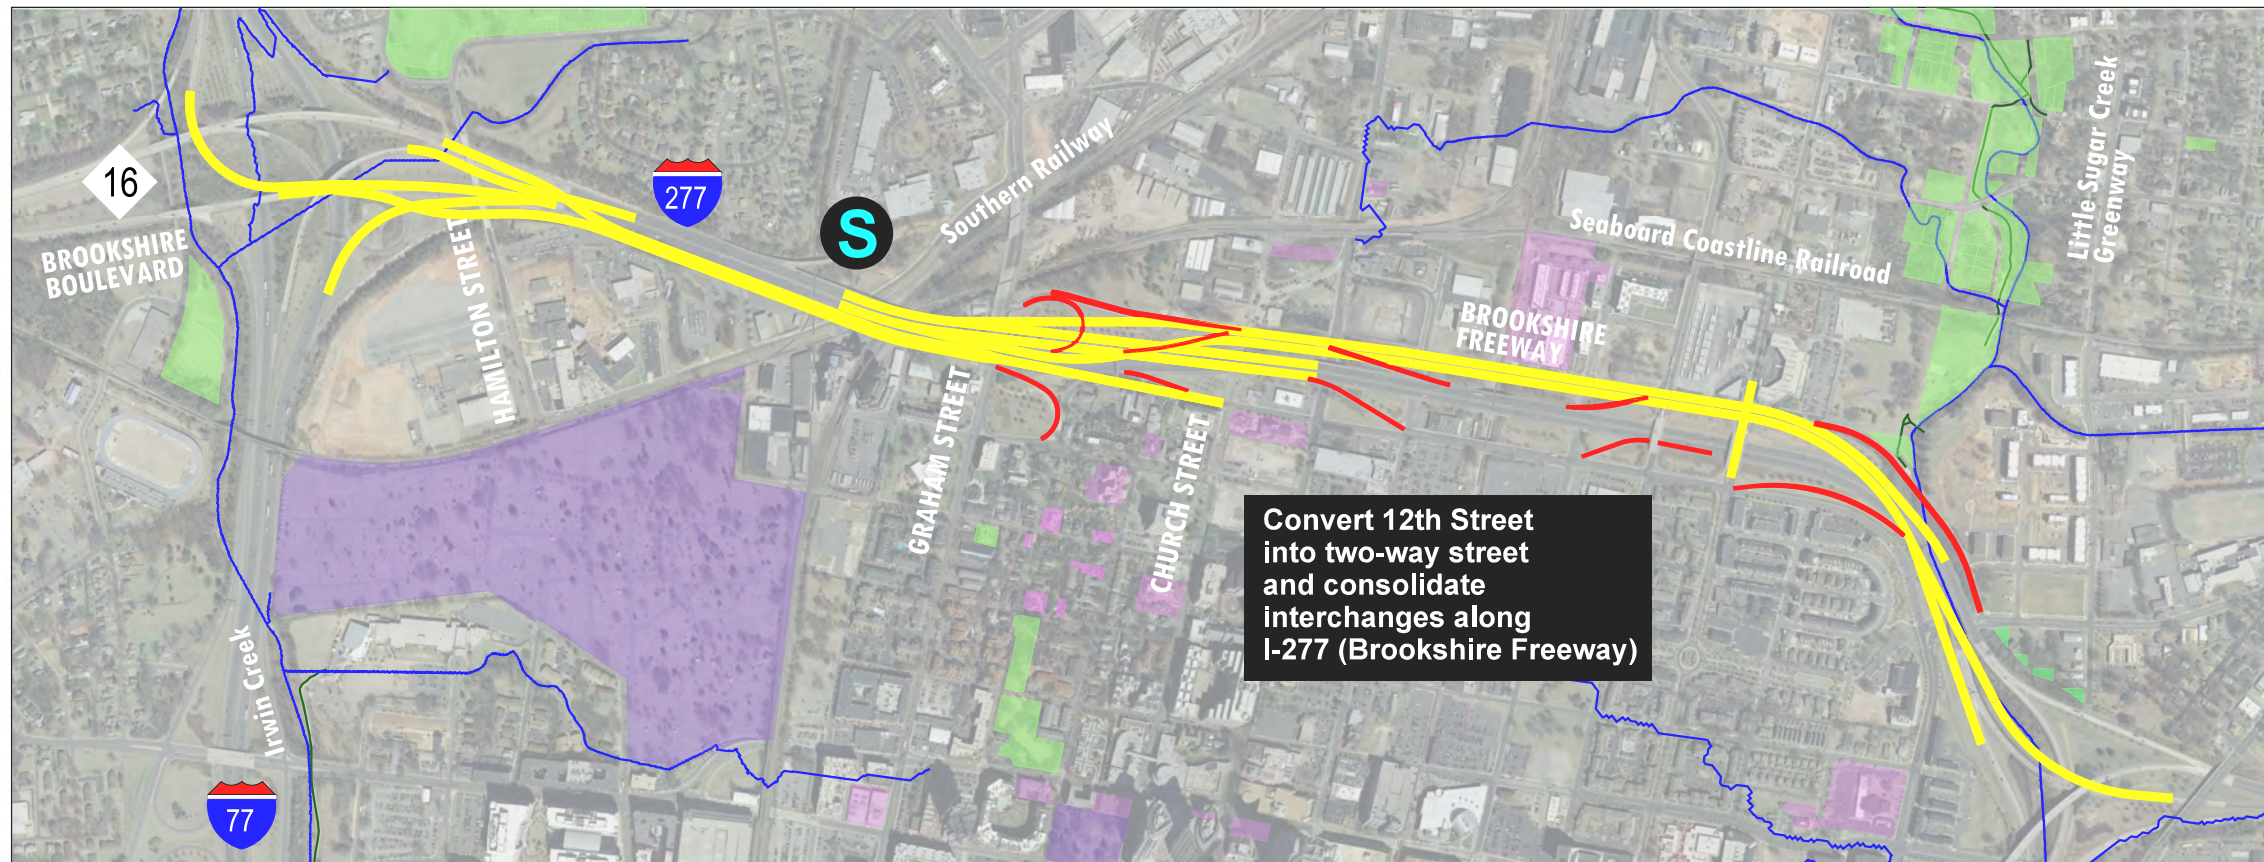 16
BROOKSHIRE
BOULEVARD
HAMILTON STREET
277
S
Southern Railway
Seaboard Coastline Railroad
Little Sugar Creek
Greenway
BROOKSHIRE
FREEWAY
GRAHAM STREET
CHURCH STREET
Convert 12th Street
into two-way street
and consolidate
interchanges along
I-277 (Brookshire Freeway)
Irwin Creek
77